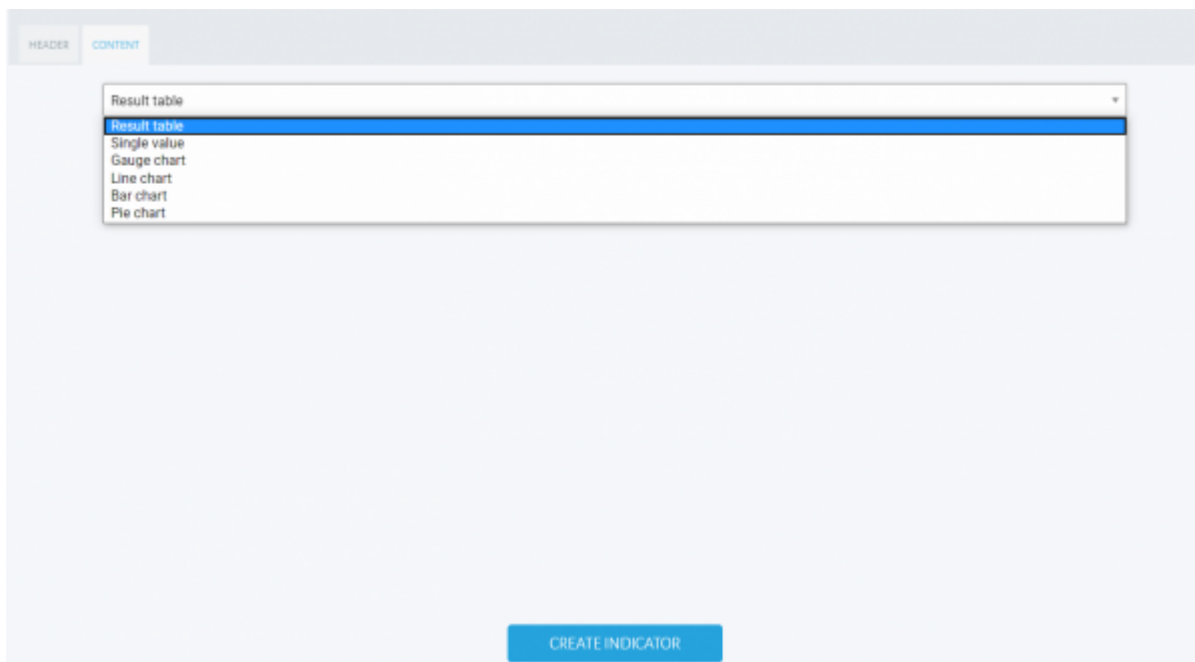 HEADER CONTENT
Result table
Result table
Single value
Gauge chart
Line chart
Bar chart
Pie chart
CREATE INDICATOR